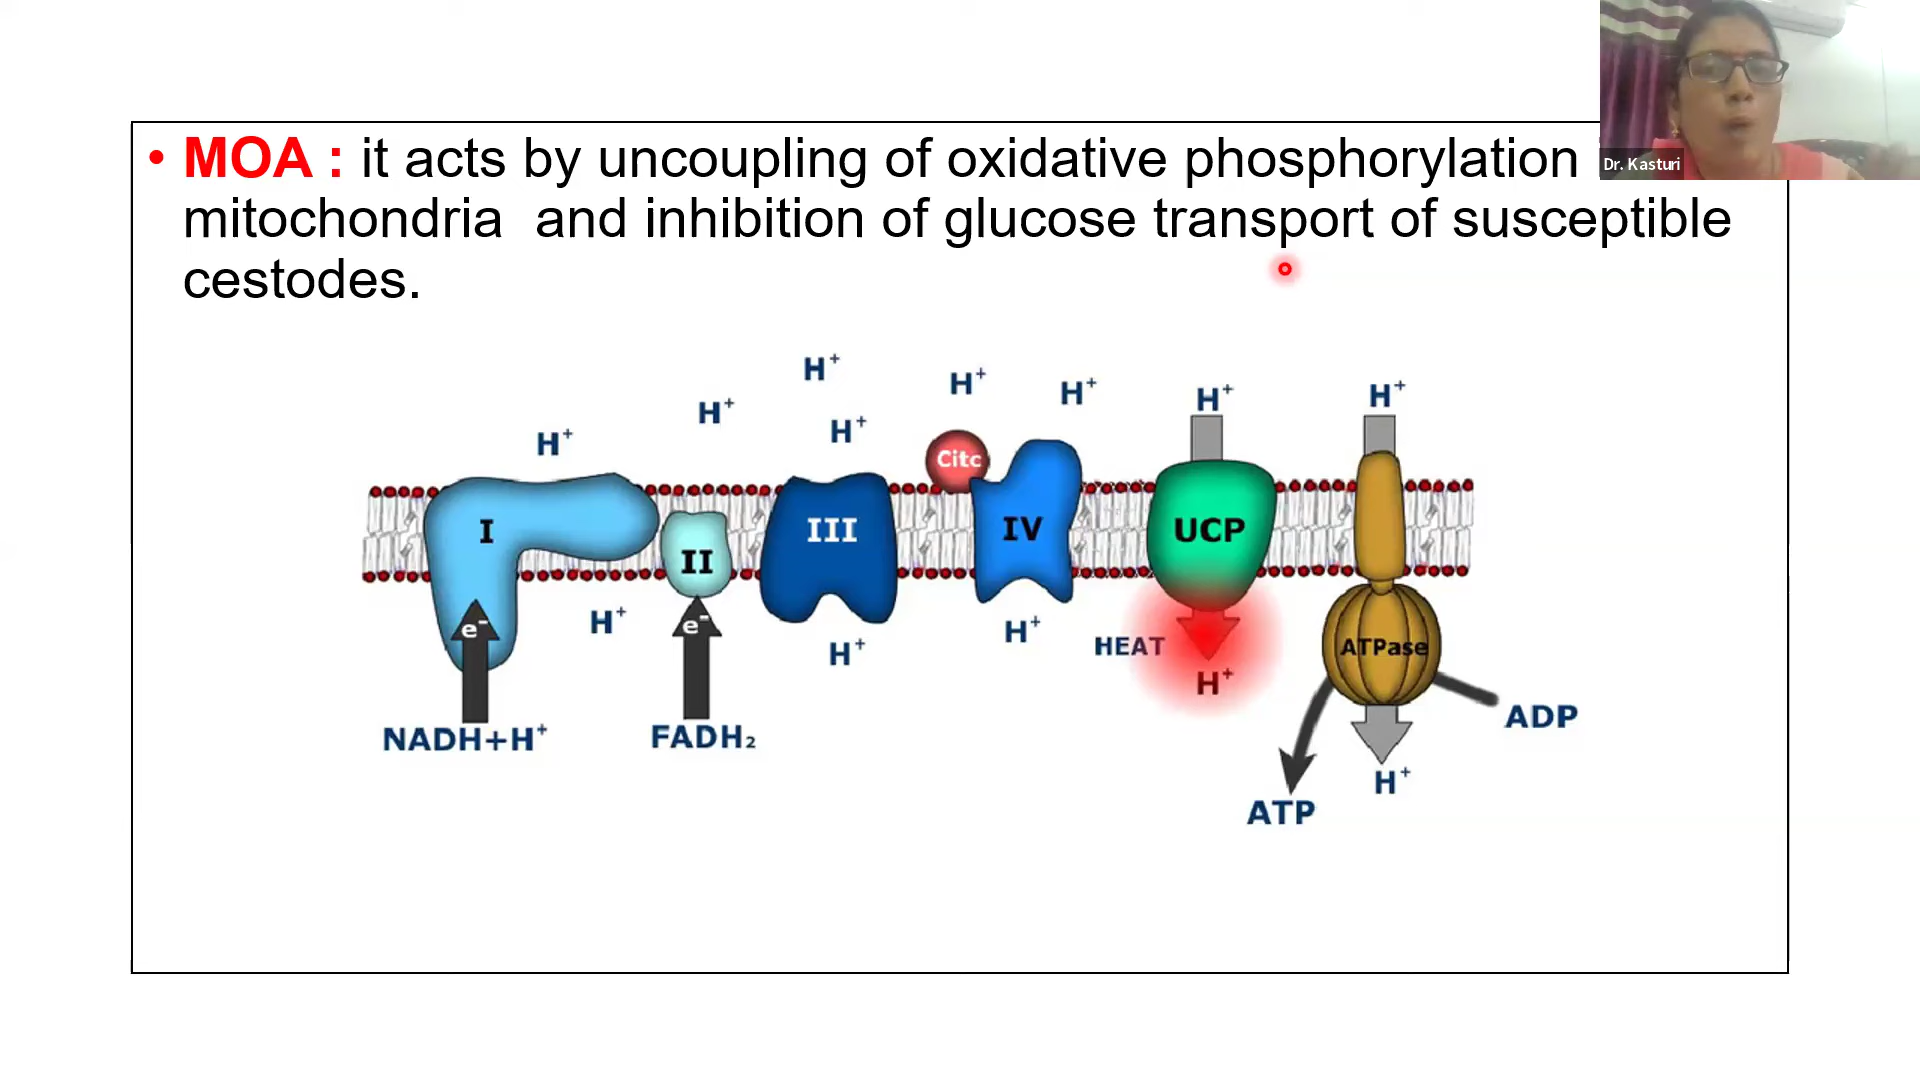 • MOA : it acts by uncoupling of oxidative phosphorylation
mitochondria and inhibition of glucose transport of susceptible
cestodes.
Dr. Kasturi
H⁺
H⁺ H⁺ H⁺ H⁺ H⁺
H⁺ H⁺ H⁺
Citc
I II III IV UCP
e⁻ e⁻
H⁺ H⁺ H⁺
HEAT
ATPase
H⁺
NADH+H⁺ FADH₂
ADP
H⁺
ATP